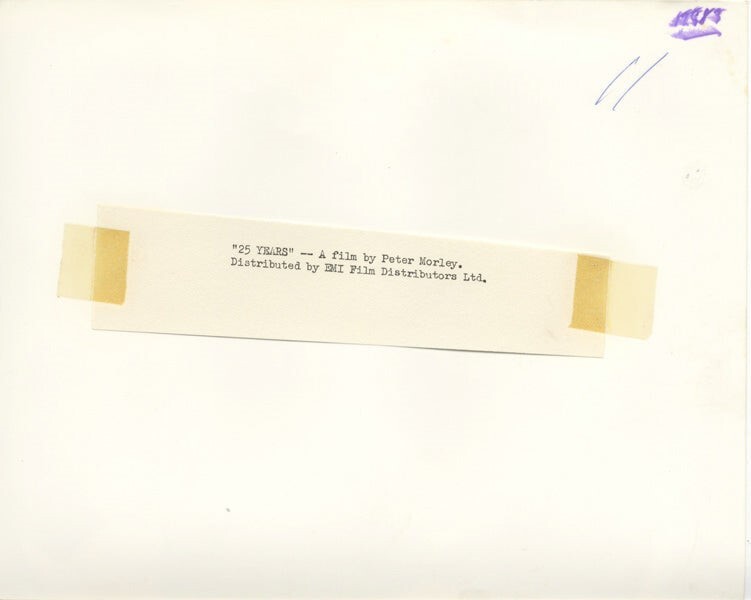 "25 YEARS" -- A film by Peter Morley.
Distributed by EMI Film Distributors Ltd.